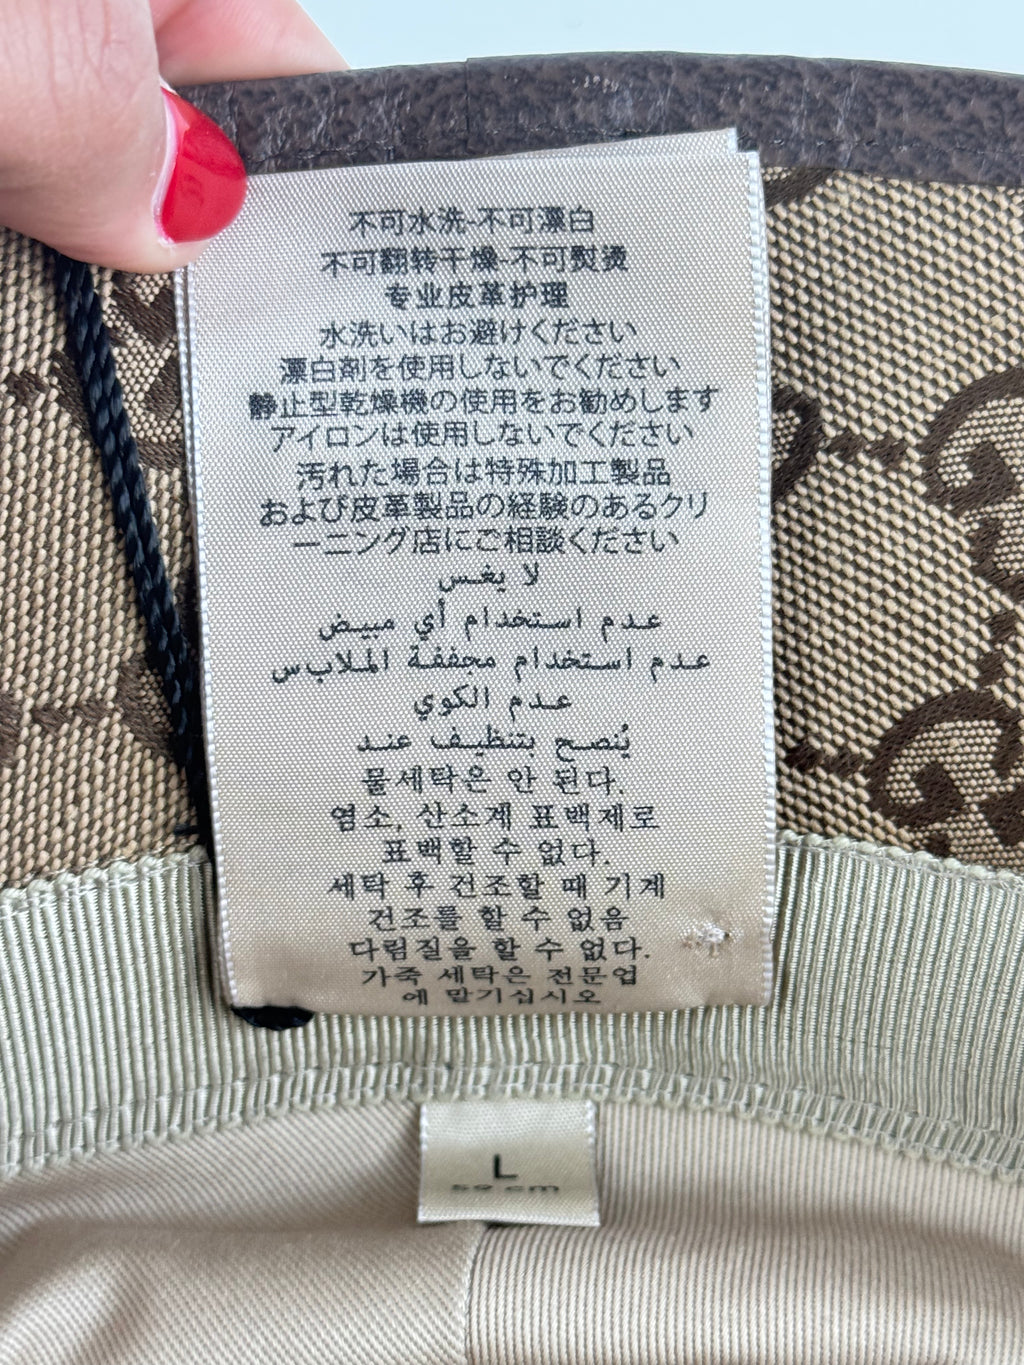 不可水洗-不可漂白
不可翻转干燥-不可熨烫
专业皮革护理
水洗いはお避けください
漂白剤を使用しないでください
静止型乾燥機の使用をお勧めします
アイロンは使用しないでください
汚れた場合は特殊加工製品
および皮革製品の経験のあるクリ
ーニング店にご相談ください
لا يغس
عدم استخدام أي مبيض
عدم استخدام مجففة الملابس
عدم الكوي
يُنصح بتنظيف عند
물세탁은 안 된다.
염소, 산소계 표백제로
표백할 수 없다.
세탁 후 건조할 때 기계
건조를 할 수 없음
다림질을 할 수 없다.
가죽 세탁은 전문업
에 맡기십시오
L
59 cm